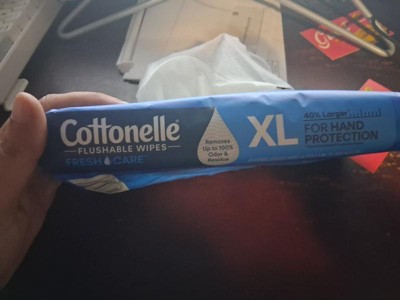 Cottonelle®
FLUSHABLE WIPES
FRESH CARE
Removes
Up to 100%
Odor &
Residue
XL
40% Larger
FOR HAND
PROTECTION